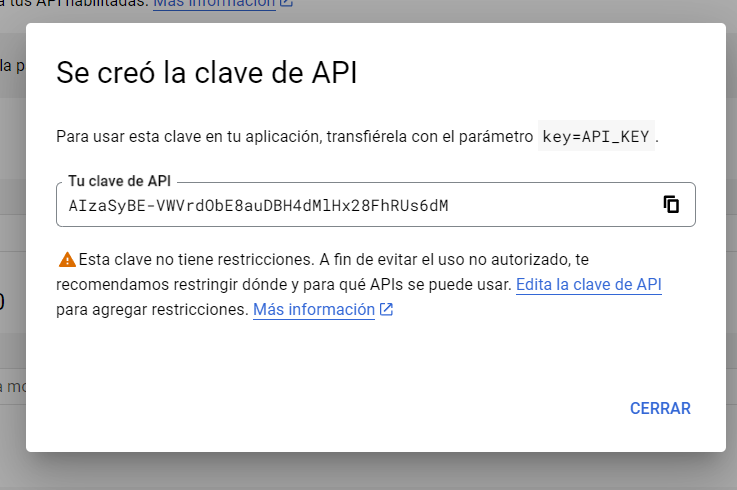 a tus API habilitadas. Más información
la p
Se creó la clave de API
Para usar esta clave en tu aplicación, transfiérela con el parámetro key=API_KEY.
Tu clave de API
AIzaSyBE-VWVrdObE8auDBH4dMlHx28FhRUs6dM
Esta clave no tiene restricciones. A fin de evitar el uso no autorizado, te
recomendamos restringir dónde y para qué APIs se puede usar. Edita la clave de API
para agregar restricciones. Más información
0
a mo
CERRAR